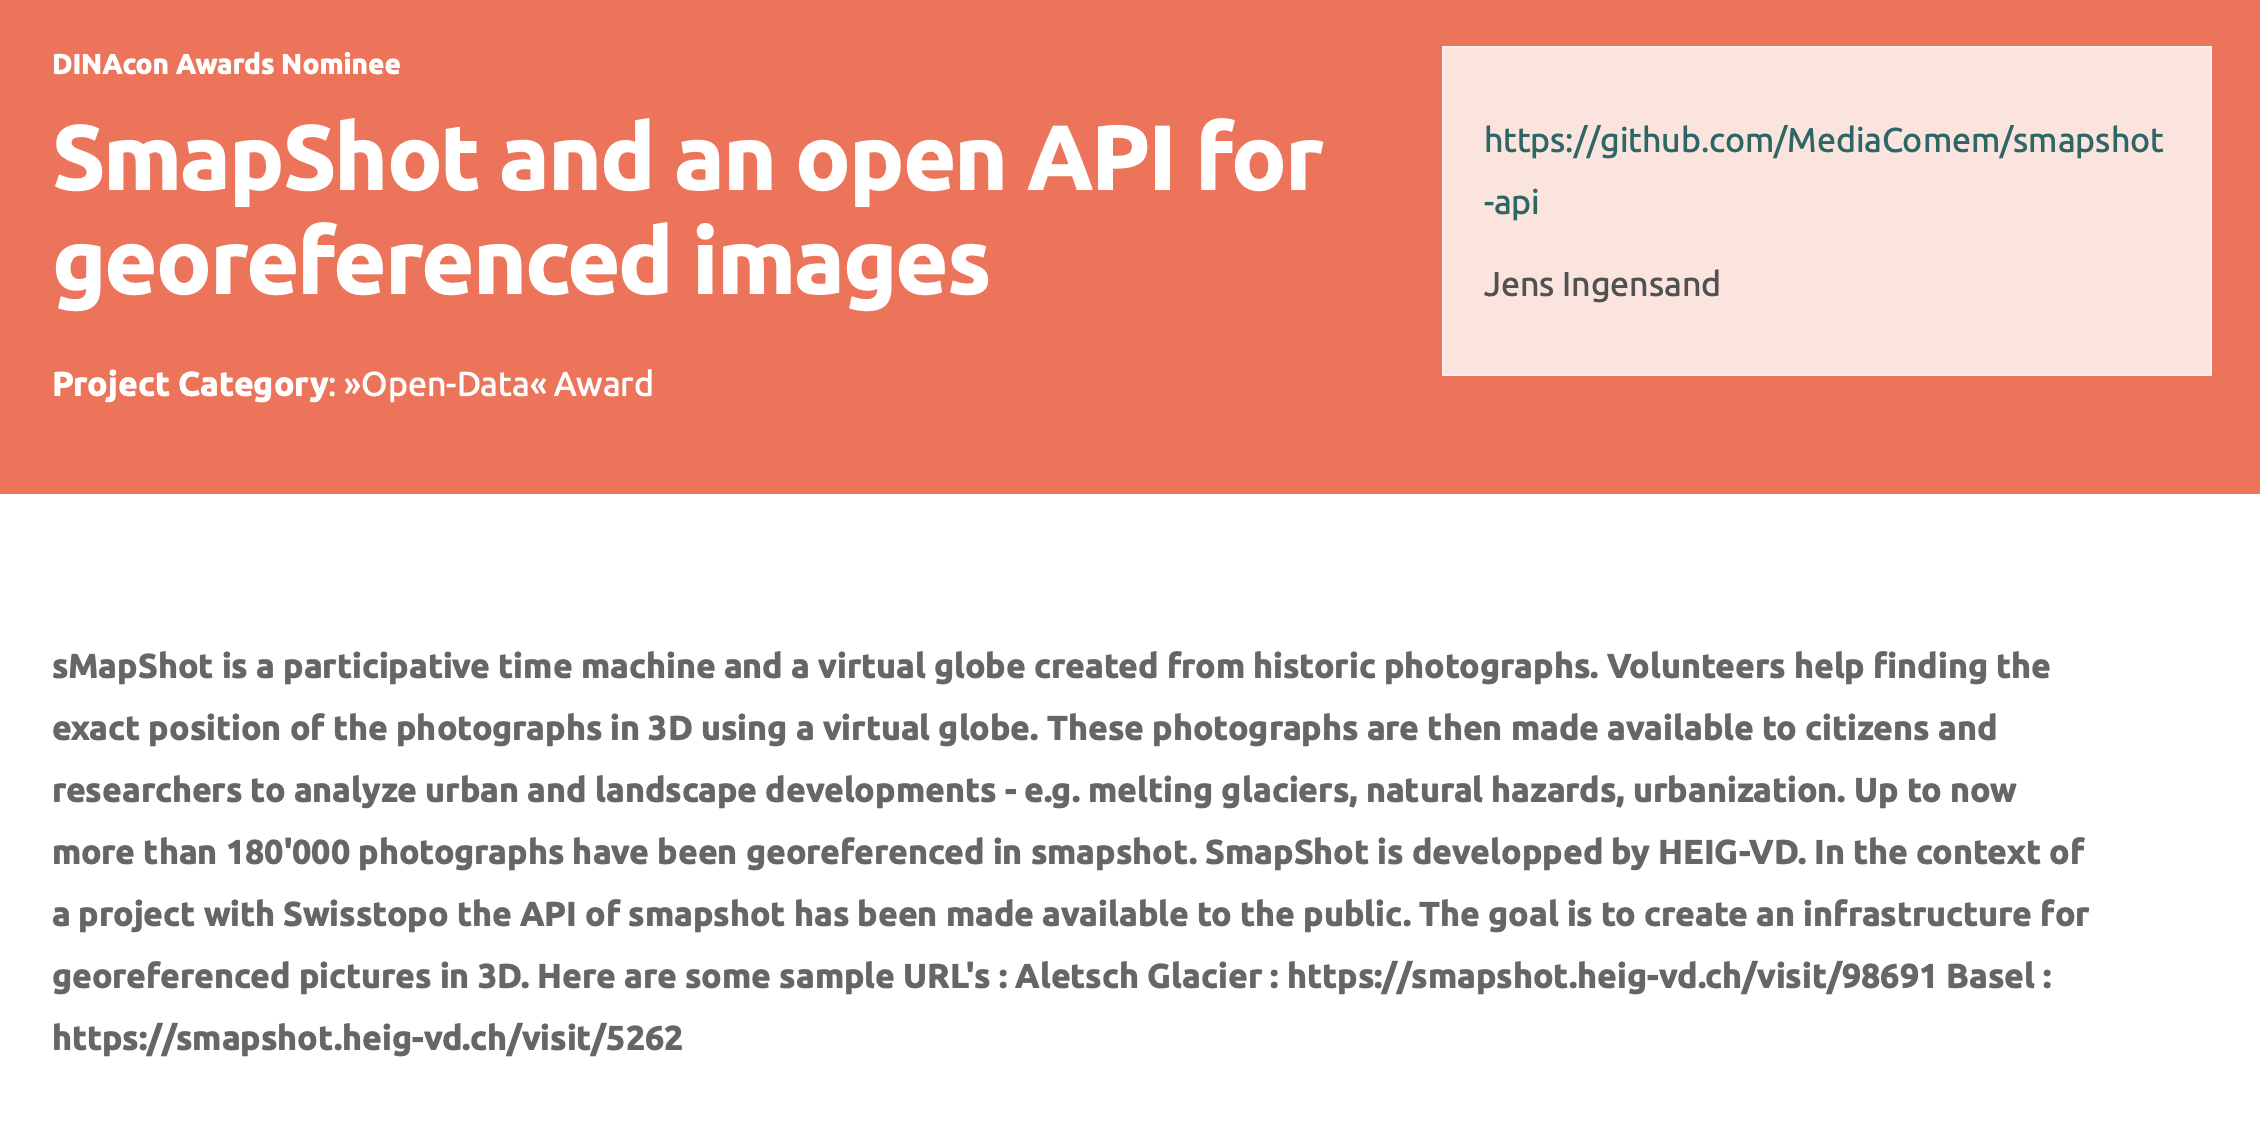 DINAcon Awards Nominee
SmapShot and an open API for
georeferenced images
Project Category: »Open-Data« Award
https://github.com/MediaComem/smapshot
-api
Jens Ingensand
sMapShot is a participative time machine and a virtual globe created from historic photographs. Volunteers help finding the
exact position of the photographs in 3D using a virtual globe. These photographs are then made available to citizens and
researchers to analyze urban and landscape developments - e.g. melting glaciers, natural hazards, urbanization. Up to now
more than 180'000 photographs have been georeferenced in smapshot. SmapShot is developped by HEIG-VD. In the context of
a project with Swisstopo the API of smapshot has been made available to the public. The goal is to create an infrastructure for
georeferenced pictures in 3D. Here are some sample URL's : Aletsch Glacier : https://smapshot.heig-vd.ch/visit/98691 Basel :
https://smapshot.heig-vd.ch/visit/5262